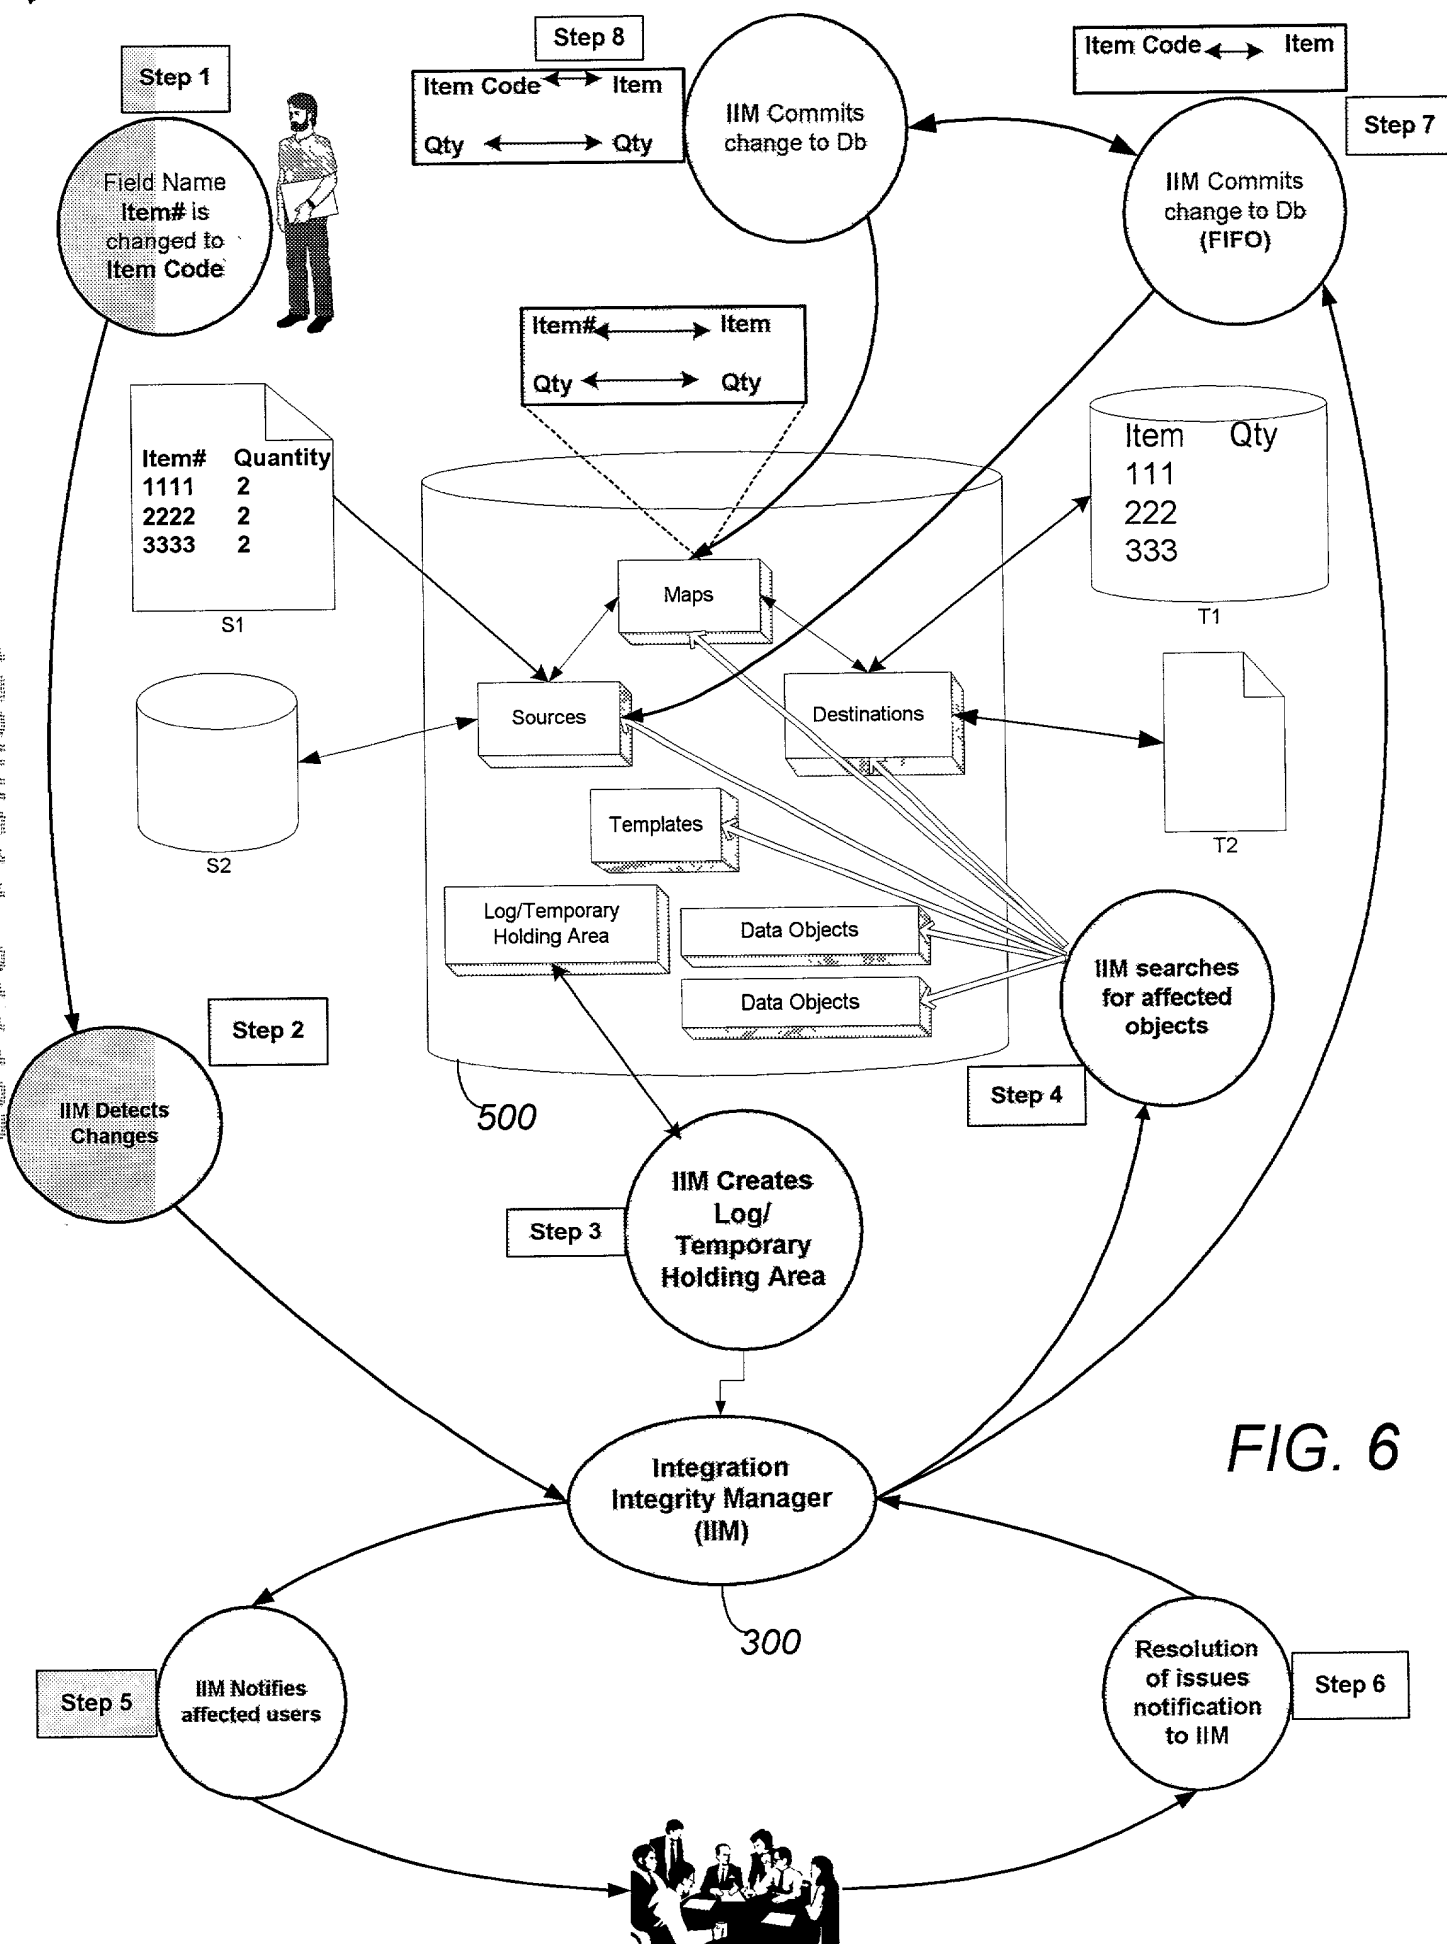 Step 8
Item Code Item
Qty Qty
IIM Commits
change to Db
Item Code Item
Step 7
IIM Commits
change to Db
(FIFO)
Step 1
Field Name
Item# is
changed to
Item Code
Item# Item
Qty Qty
Item# Quantity
1111 2
2222 2
3333 2
S1
Item Qty
111
222
333
T1
Maps
Sources
Destinations
S2
T2
Templates
Log/Temporary
Holding Area
Data Objects
Data Objects
IIM searches
for affected
objects
Step 4
Step 2
IIM Detects
Changes
500
Step 3
IIM Creates
Log/
Temporary
Holding Area
FIG. 6
Integration
Integrity Manager
(IIM)
300
Step 5
IIM Notifies
affected users
Resolution
of issues
notification
to IIM
Step 6